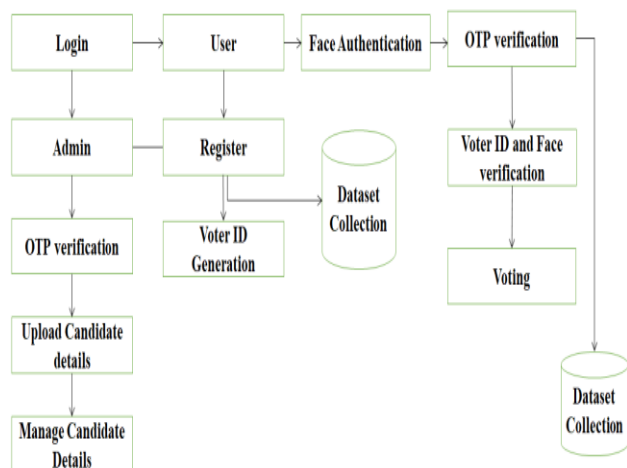 Login
User
Face Authentication
OTP verification
Admin
Register
Dataset
Collection
Voter ID and Face
verification
OTP verification
Voter ID
Generation
Voting
Upload Candidate
details
Manage Candidate
Details
Dataset
Collection